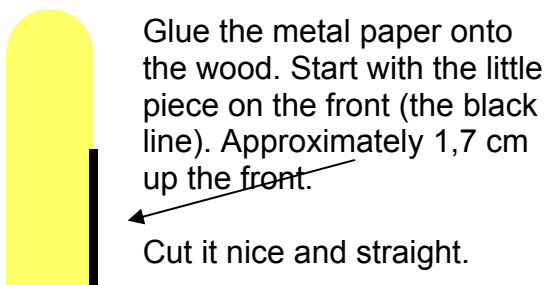 Glue the metal paper onto
the wood. Start with the little
piece on the front (the black
line). Approximately 1,7 cm
up the front.
Cut it nice and straight.